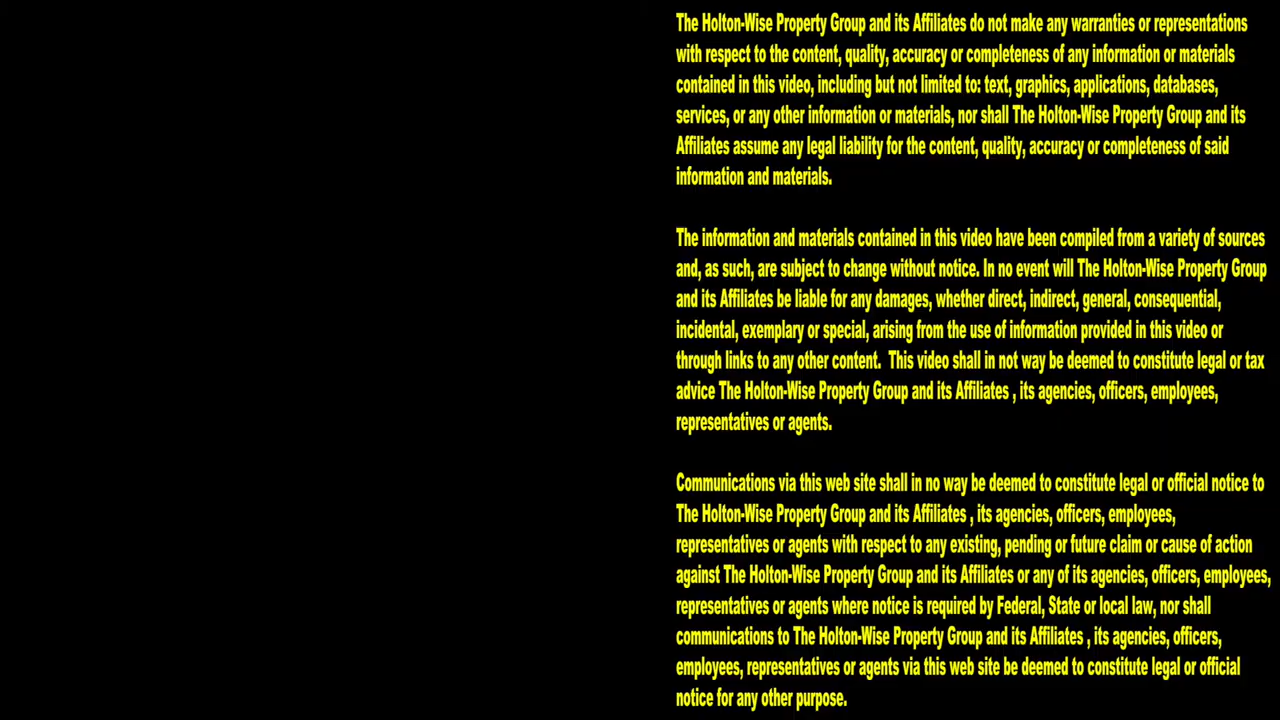 The Holton-Wise Property Group and its Affiliates do not make any warranties or representations
with respect to the content, quality, accuracy or completeness of any information or materials
contained in this video, including but not limited to: text, graphics, applications, databases,
services, or any other information or materials, nor shall The Holton-Wise Property Group and its
Affiliates assume any legal liability for the content, quality, accuracy or completeness of said
information and materials.
The information and materials contained in this video have been compiled from a variety of sources
and, as such, are subject to change without notice. In no event will The Holton-Wise Property Group
and its Affiliates be liable for any damages, whether direct, indirect, general, consequential,
incidental, exemplary or special, arising from the use of information provided in this video or
through links to any other content.  This video shall in not way be deemed to constitute legal or tax
advice The Holton-Wise Property Group and its Affiliates , its agencies, officers, employees,
representatives or agents.
Communications via this web site shall in no way be deemed to constitute legal or official notice to
The Holton-Wise Property Group and its Affiliates , its agencies, officers, employees,
representatives or agents with respect to any existing, pending or future claim or cause of action
against The Holton-Wise Property Group and its Affiliates or any of its agencies, officers, employees,
representatives or agents where notice is required by Federal, State or local law, nor shall
communications to The Holton-Wise Property Group and its Affiliates , its agencies, officers,
employees, representatives or agents via this web site be deemed to constitute legal or official
notice for any other purpose.